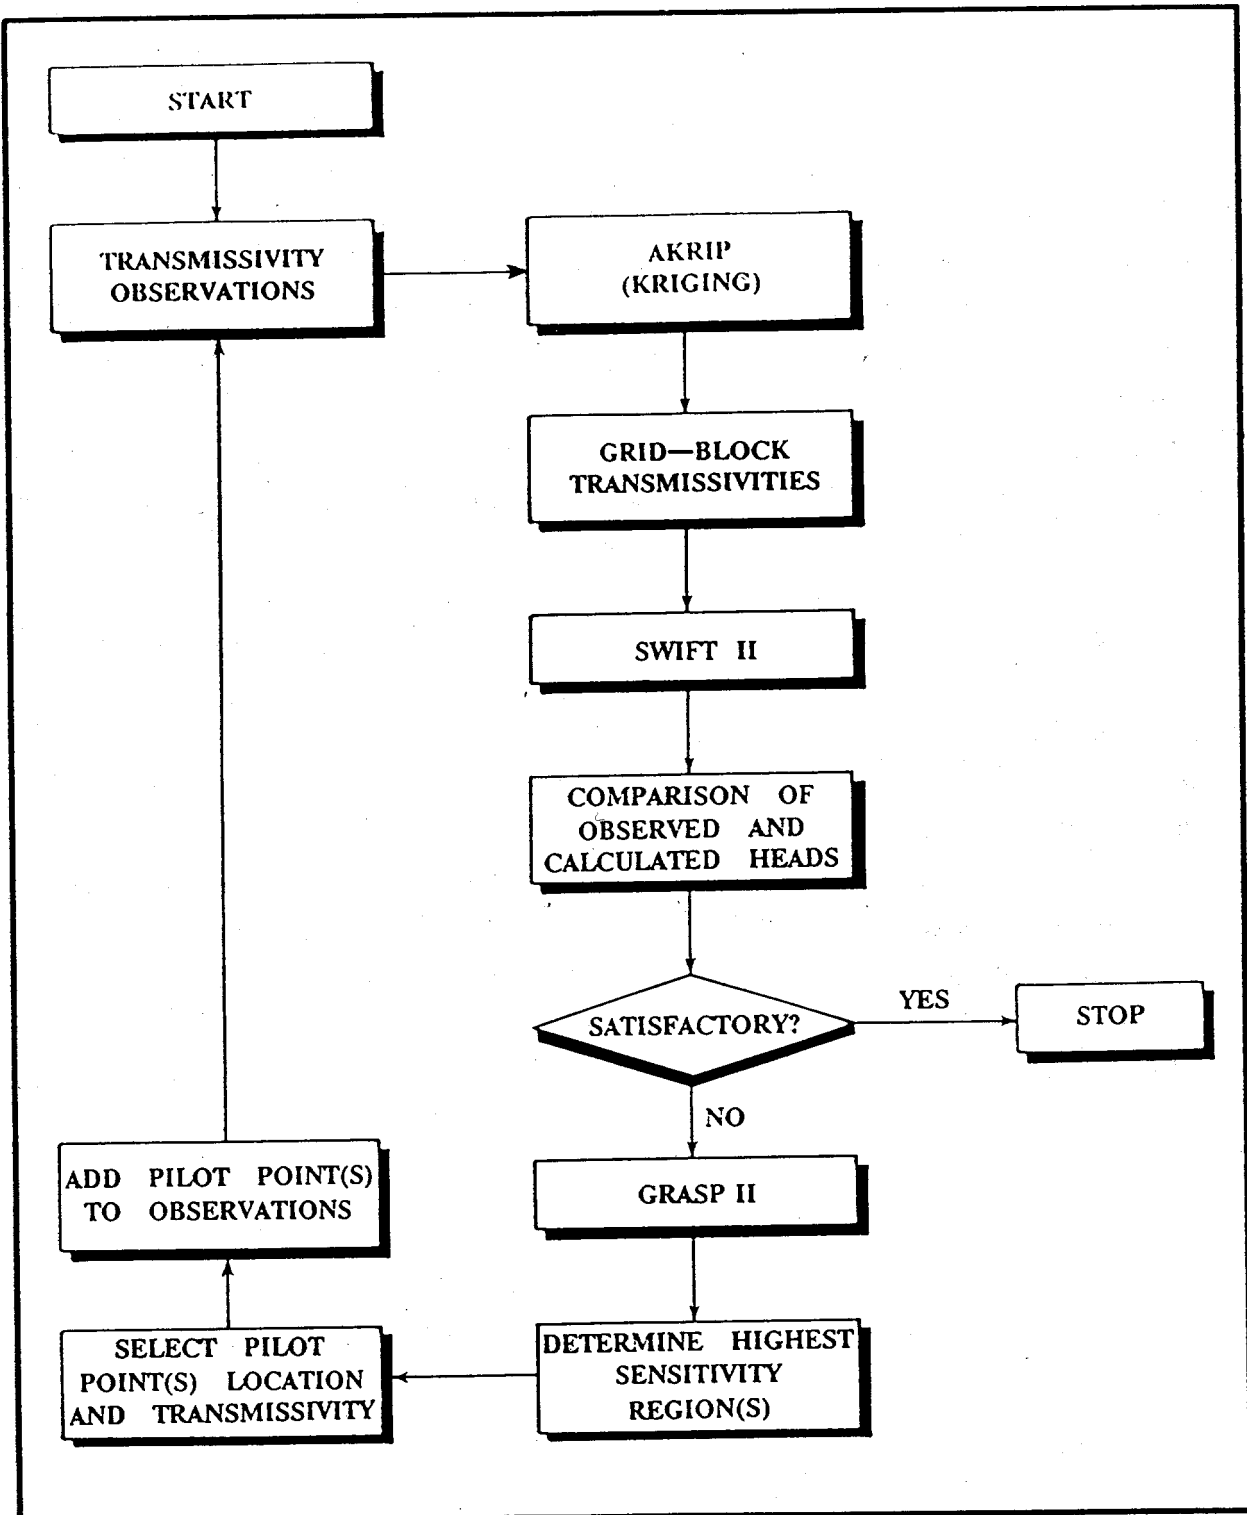 START
TRANSMISSIVITY
OBSERVATIONS
AKRIP
(KRIGING)
GRID—BLOCK
TRANSMISSIVITIES
SWIFT II
COMPARISON OF
OBSERVED AND
CALCULATED HEADS
SATISFACTORY?
YES
STOP
NO
GRASP II
DETERMINE HIGHEST
SENSITIVITY
REGION(S)
SELECT PILOT
POINT(S) LOCATION
AND TRANSMISSIVITY
ADD PILOT POINT(S)
TO OBSERVATIONS